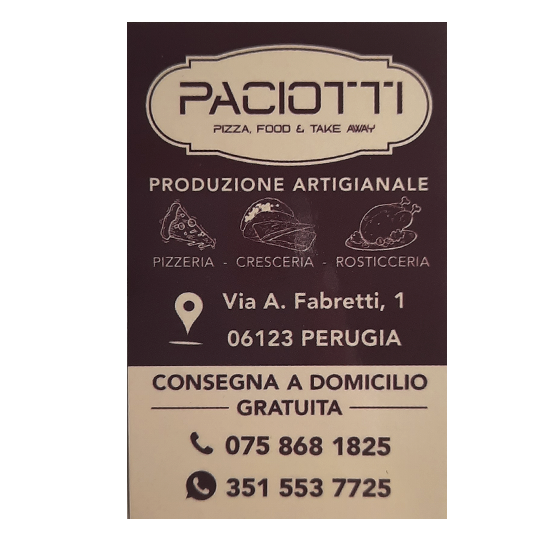 PACIOTTI
PIZZA, FOOD & TAKE AWAY
PRODUZIONE ARTIGIANALE
PIZZERIA - CRESCERIA - ROSTICCERIA
Via A. Fabretti, 1
06123 PERUGIA
CONSEGNA A DOMICILIO
GRATUITA
075 868 1825
351 553 7725